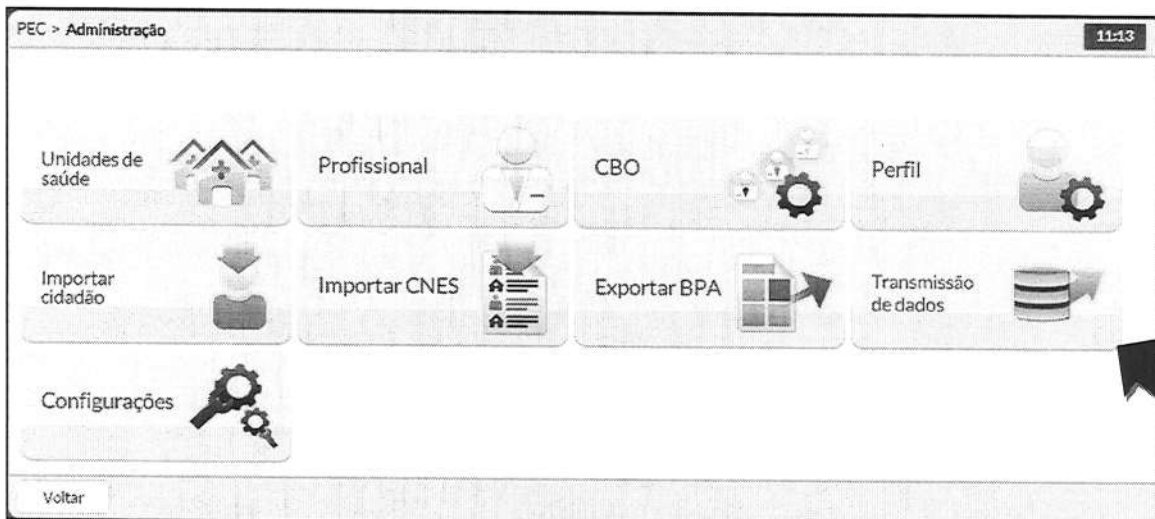 PEC > Administração
11:13
Unidades de
saúde
Profissional
CBO
Perfil
Importar
cidadão
Importar CNES
Exportar BPA
Transmissão
de dados
Configurações
Voltar